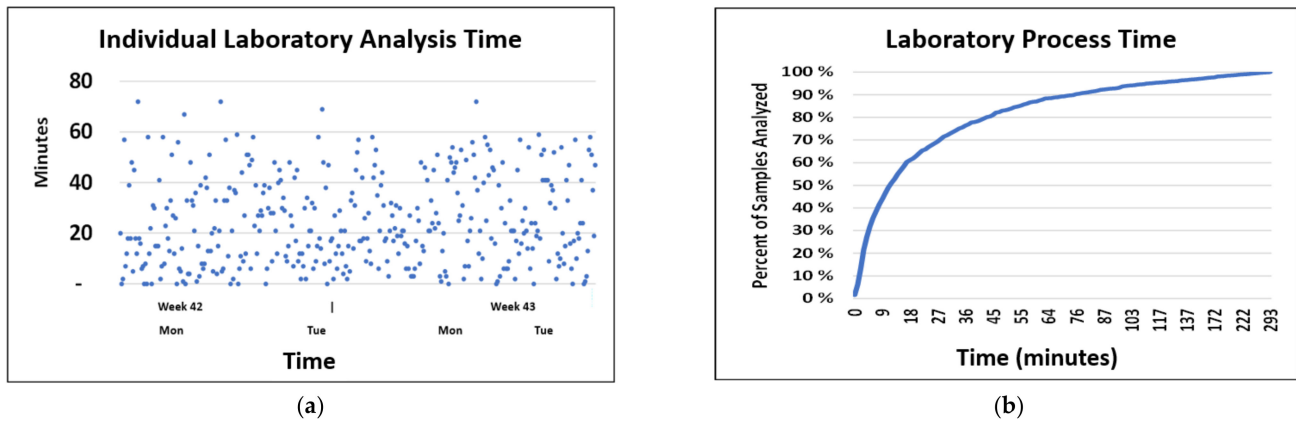 Individual Laboratory Analysis Time
Minutes
80
60
40
20
-
Week 42 | Week 43
Mon Tue Mon Tue
Time
(a)
Laboratory Process Time
Percent of Samples Analyzed
100 %
90 %
80 %
70 %
60 %
50 %
40 %
30 %
20 %
10 %
0 %
0 9 18 27 36 45 55 64 76 87 103 117 137 172 222 293
Time (minutes)
(b)